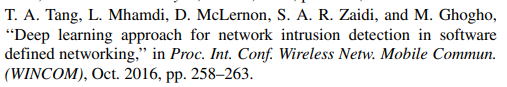 T. A. Tang, L. Mhamdi, D. McLernon, S. A. R. Zaidi, and M. Ghogho,
“Deep learning approach for network intrusion detection in software
defined networking,” in Proc. Int. Conf. Wireless Netw. Mobile Commun.
(WINCOM), Oct. 2016, pp. 258–263.